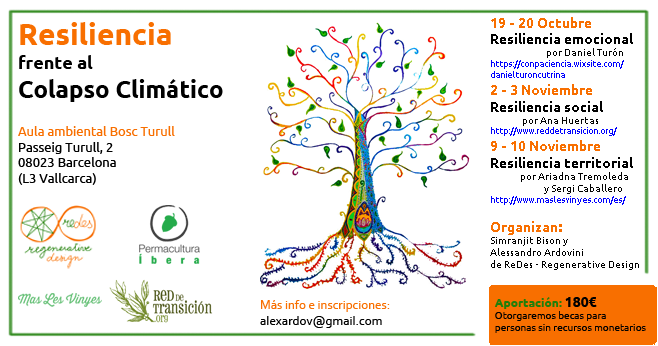 Resiliencia
frente al
Colapso Climático
Aula ambiental Bosc Turull
Passeig Turull, 2
08023 Barcelona
(L3 Vallcarca)
redes
regenerative
design
Permacultura
Íbera
Mas Les Vinyes
RED DE
TRANSICIÓN
.org
Más info e inscripciones:
alexardov@gmail.com
19 - 20 Octubre
Resiliencia emocional
por Daniel Turón
https://conpaciencia.wixsite.com/
danielturoncutrina
2 - 3 Noviembre
Resiliencia social
por Ana Huertas
http://www.reddetransicion.org/
9 - 10 Noviembre
Resiliencia territorial
por Ariadna Tremoleda
y Sergi Caballero
http://www.maslesvinyes.com/es/
Organizan:
Simranjit Bison y
Alessandro Ardovini
de ReDes - Regenerative Design
Aportación: 180€
Otorgaremos becas para
personas sin recursos monetarios